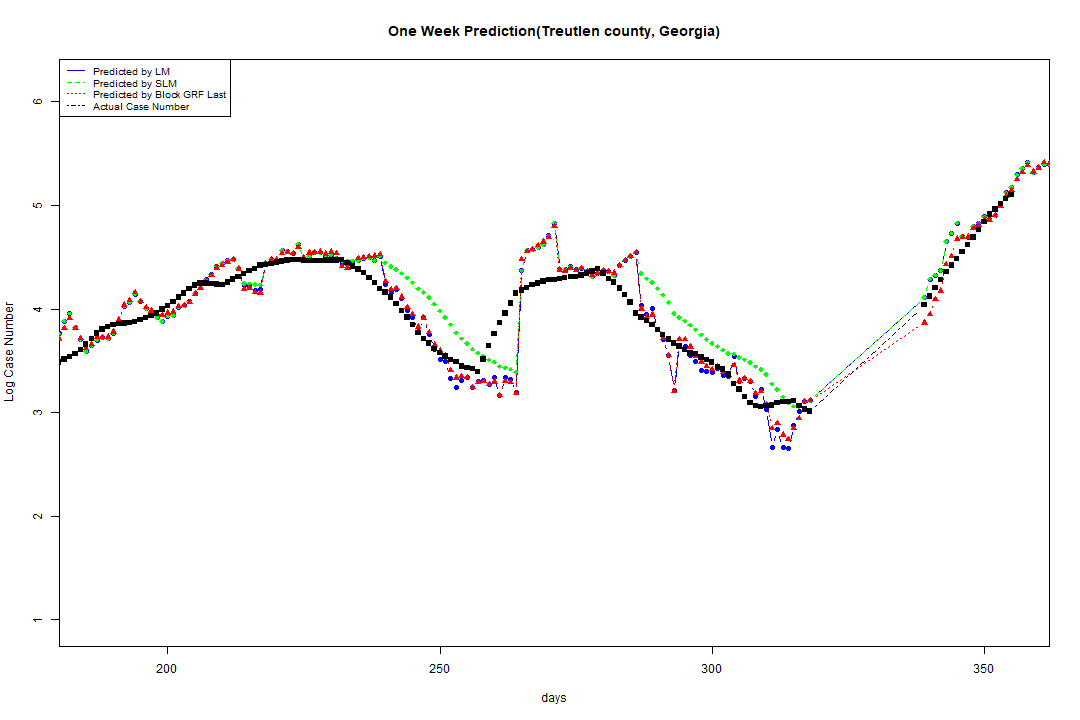 One Week Prediction(Treutlen county, Georgia)
Predicted by LM
Predicted by SLM
Predicted by Block GRF Last
Actual Case Number
Log Case Number
6
5
4
3
2
1
200 250 300 350
days